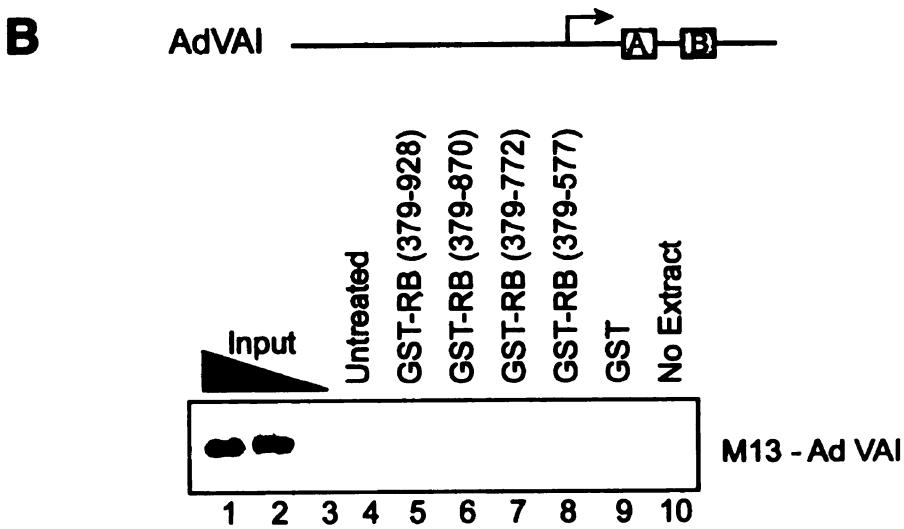 B
AdVAI
A B
Input
Untreated
GST-RB (379-928)
GST-RB (379-870)
GST-RB (379-772)
GST-RB (379-577)
GST
No Extract
M13 - Ad VAI
1 2 3 4 5 6 7 8 9 10